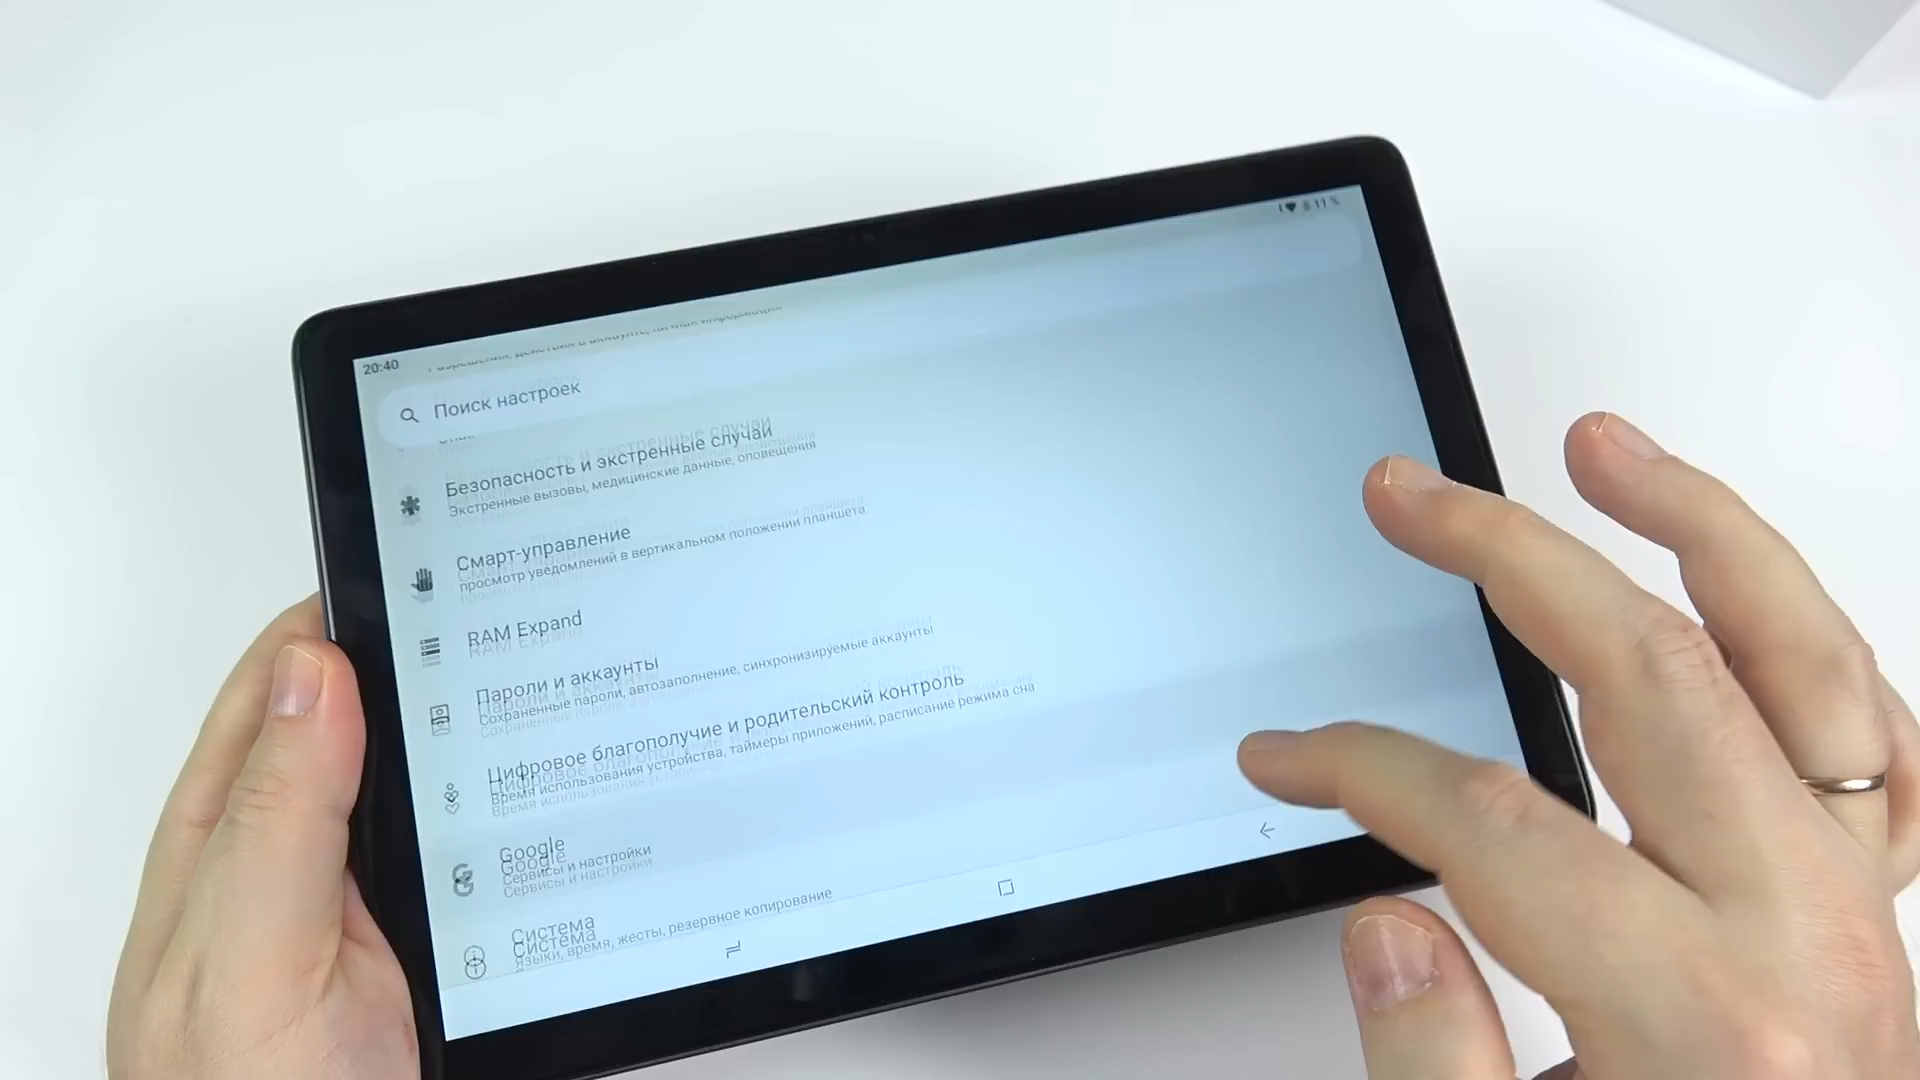 11 %
20:40
Поиск настроек
Безопасность и экстренные случаи
Экстренные вызовы, медицинские данные, оповещения
Смарт-управление
просмотр уведомлений в вертикальном положении планшета
RAM Expand
Пароли и аккаунты
Сохраненные пароли, автозаполнение, синхронизируемые аккаунты
Цифровое благополучие и родительский контроль
Время использования устройства, таймеры приложений, расписание режима сна
Google
Сервисы и настройки
Система
Языки, время, жесты, резервное копирование